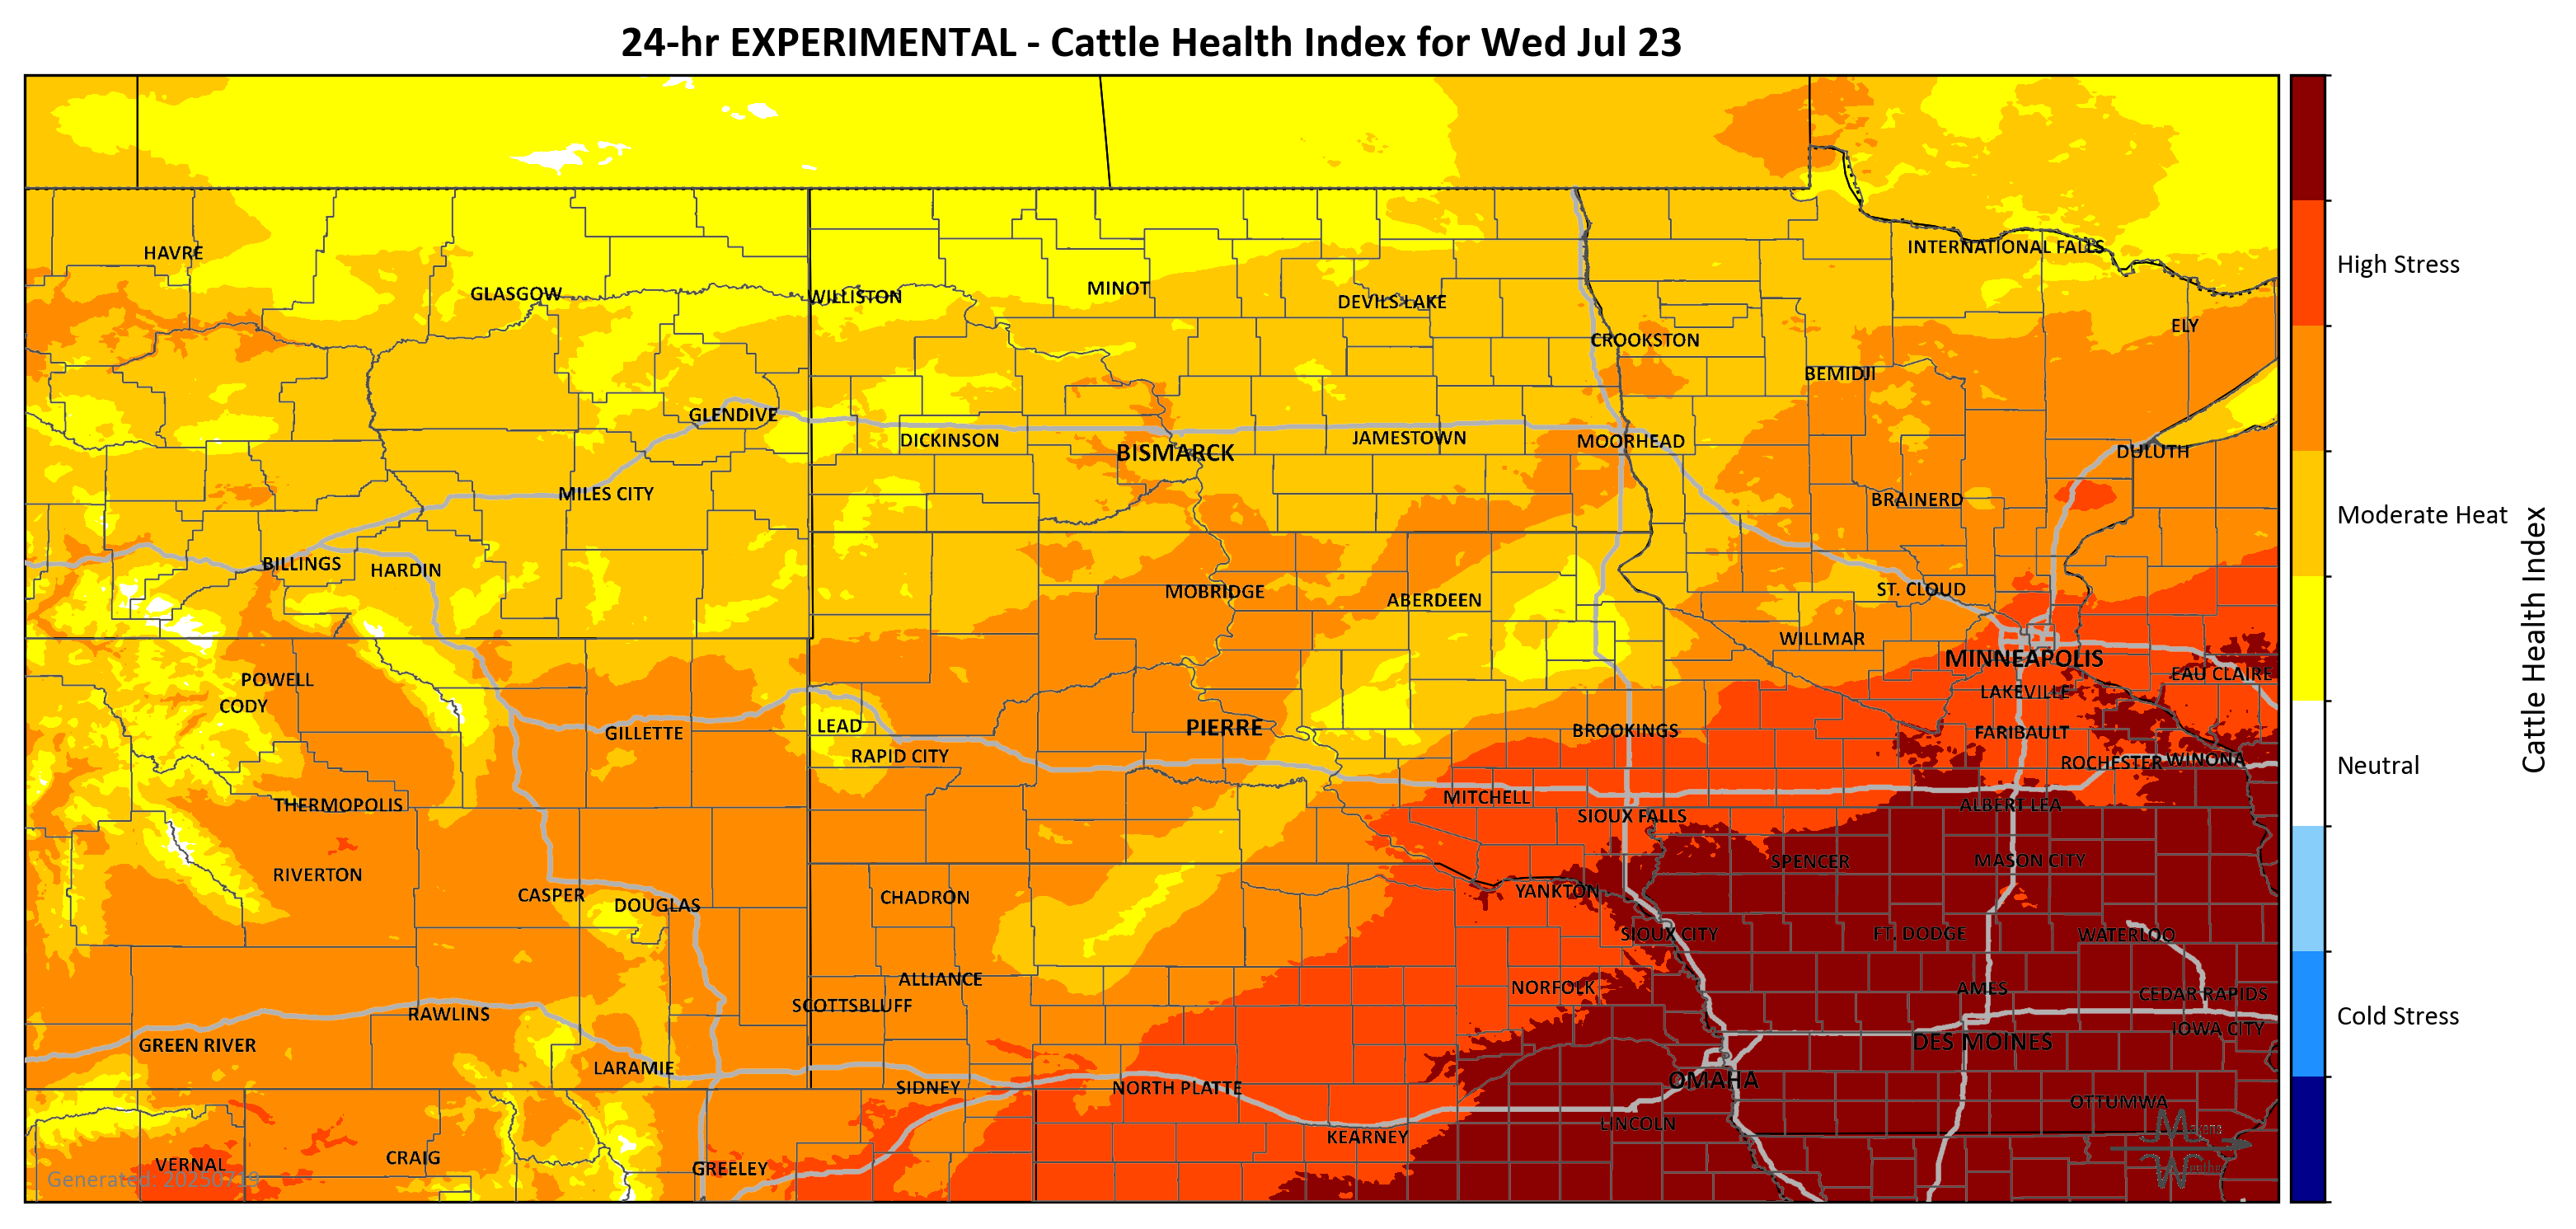 24-hr EXPERIMENTAL - Cattle Health Index for Wed Jul 23
HAVRE
INTERNATIONAL FALLS
GLASGOW
WILLISTON
MINOT
DEVILS LAKE
ELY
CROOKSTON
BEMIDJI
GLENDIVE
DICKINSON
BISMARCK
JAMESTOWN
MOORHEAD
DULUTH
MILES CITY
BRAINERD
BILLINGS
HARDIN
MOBRIDGE
ABERDEEN
ST. CLOUD
WILLMAR
MINNEAPOLIS
POWELL
EAU CLAIRE
CODY
LAKEVILLE
GILLETTE
LEAD
PIERRE
BROOKINGS
FARIBAULT
RAPID CITY
ROCHESTER
WINONA
THERMOPOLIS
MITCHELL
ALBERT LEA
SIOUX FALLS
RIVERTON
SPENCER
MASON CITY
CASPER
DOUGLAS
CHADRON
YANKTON
SIOUX CITY
FT. DODGE
WATERLOO
ALLIANCE
NORFOLK
AMES
CEDAR RAPIDS
SCOTTSBLUFF
RAWLINS
IOWA CITY
GREEN RIVER
DES MOINES
LARAMIE
SIDNEY
NORTH PLATTE
OMAHA
OTTUMWA
LINCOLN
KEARNEY
VERNAL
CRAIG
GREELEY
Generated: 20250719
High Stress
Moderate Heat
Neutral
Cold Stress
Cattle Health Index